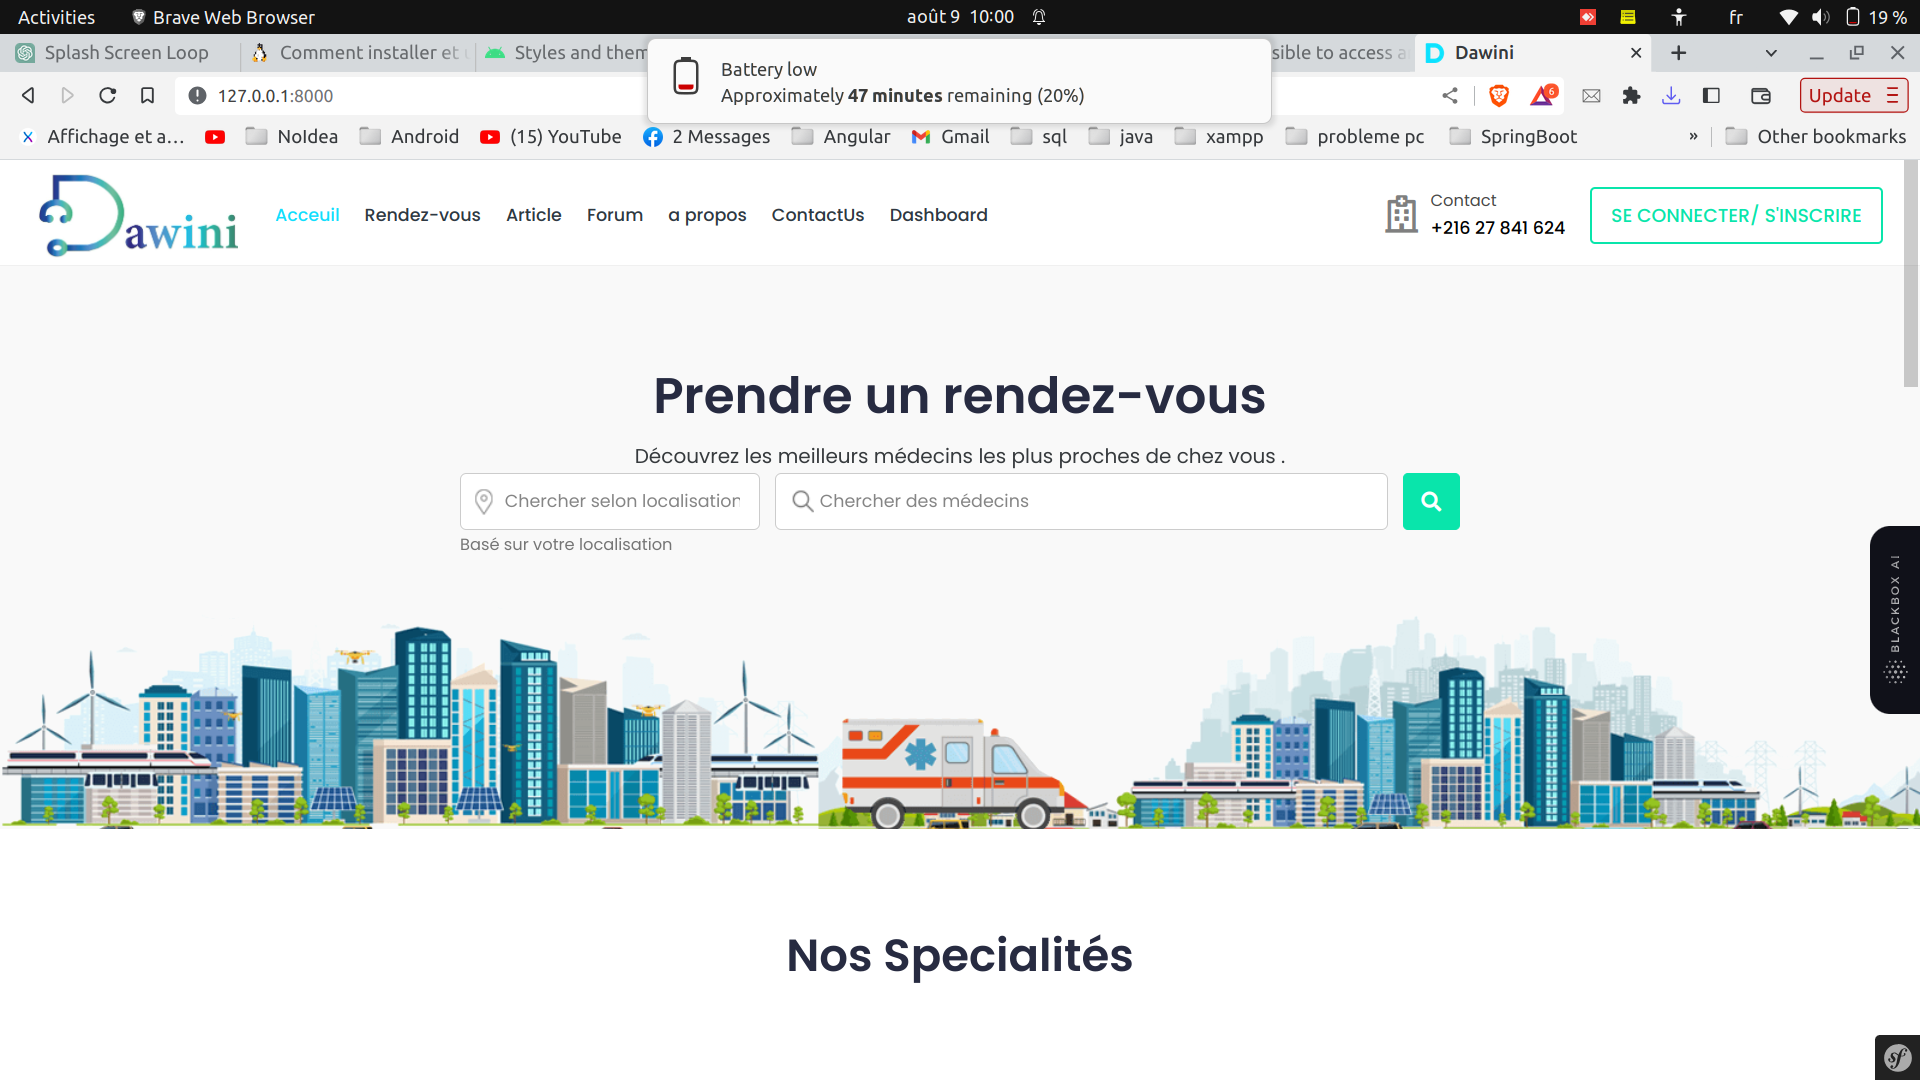 Activities
Brave Web Browser
août 9 10:00
fr
19 %
Splash Screen Loop
Comment installer et
Styles and them
sible to access
Dawini
Battery low
Approximately 47 minutes remaining (20%)
127.0.0.1:8000
6
Update
Affichage et a...
NoIdea
Android
(15) YouTube
2 Messages
Angular
Gmail
sql
java
xampp
probleme pc
SpringBoot
»
Other bookmarks
Dawini
Acceuil
Rendez-vous
Article
Forum
a propos
ContactUs
Dashboard
Contact
+216 27 841 624
SE CONNECTER/ S'INSCRIRE
Prendre un rendez-vous
Découvrez les meilleurs médecins les plus proches de chez vous .
Chercher selon localisation
Chercher des médecins
Basé sur votre localisation
BLACKBOX AI
Nos Specialités
sf